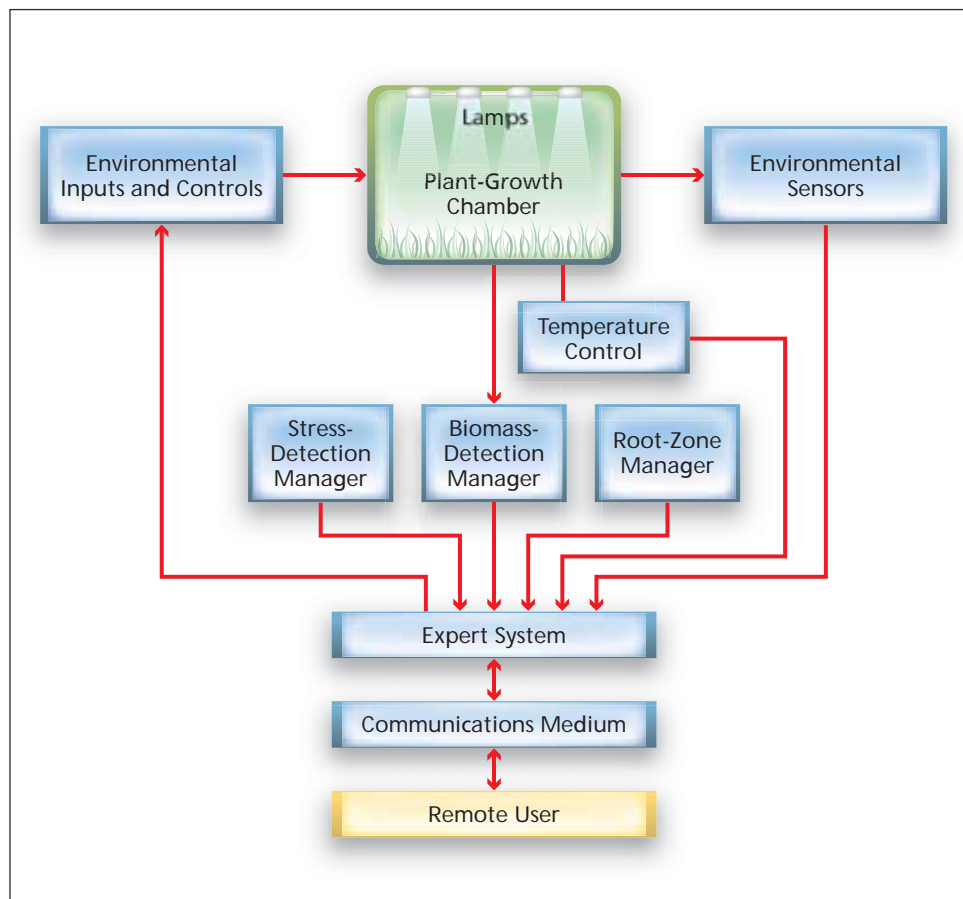 Lamps
Environmental
Inputs and Controls
Plant-Growth
Chamber
Environmental
Sensors
Temperature
Control
Stress-
Detection
Manager
Biomass-
Detection
Manager
Root-Zone
Manager
Expert System
Communications Medium
Remote User